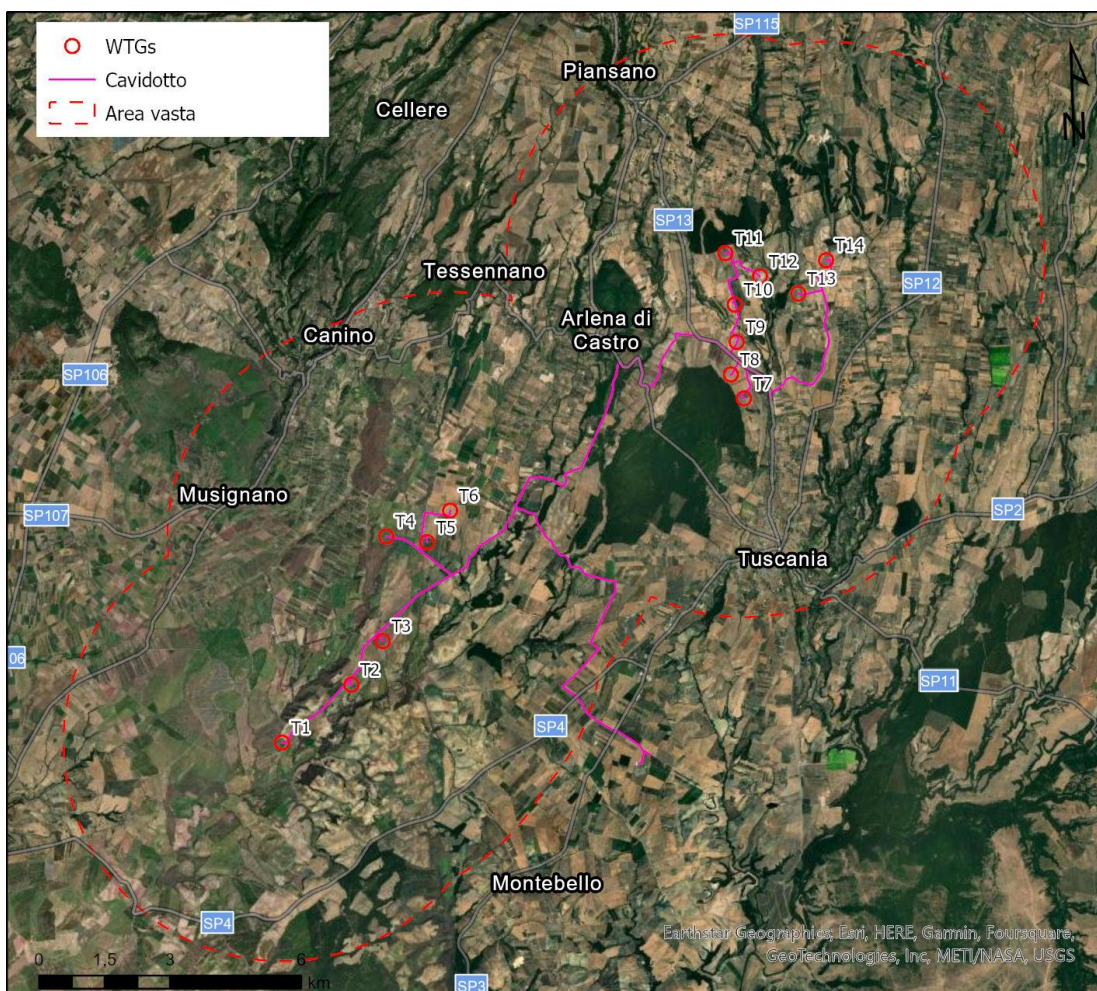 WTGs
Cavidotto
Area vasta
SP115
Piansano
Cellere
N
SP13
T11
T14
T12
Tessennano
T13
SP12
T10
Arlena di
Castro
Canino
T9
SP106
T8
T7
Musignano
T6
SP107
SP2
T4
T5
Tuscania
T3
06
SP11
T2
T1
SP4
Montebello
SP4
Earthstar Geographics, Esri, HERE, Garmin, Foursquare,
GeoTechnologies, Inc, METI/NASA, USGS
0 1,5 3 6
km
SP3